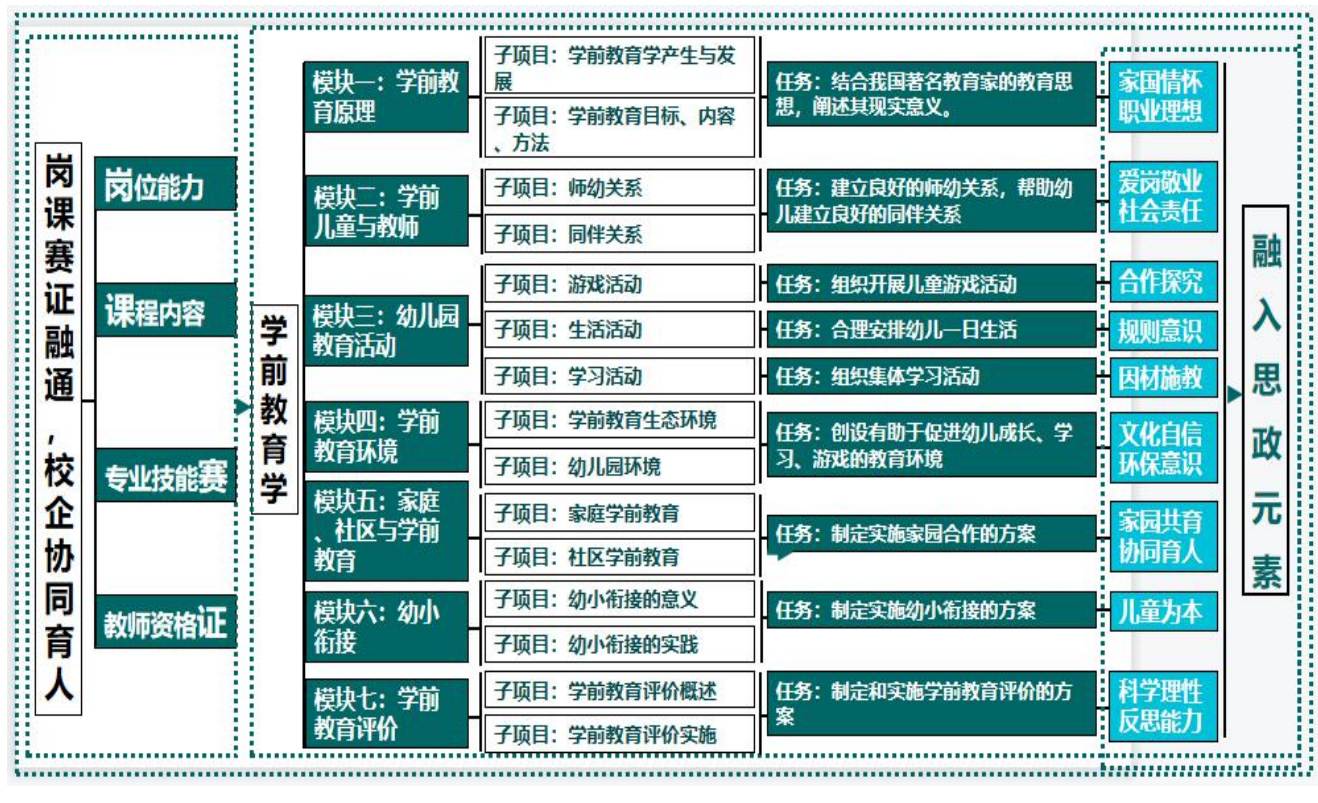 岗课赛证融通，校企协同育人
岗位能力
课程内容
专业技能赛
教师资格证
学前教育学
模块一：学前教
育原理
子项目：学前教育学产生与发
展
子项目：学前教育目标、内容
、方法
任务：结合我国著名教育家的教育思
想，阐述其现实意义。
家国情怀
职业理想
模块二：学前
儿童与教师
子项目：师幼关系
子项目：同伴关系
任务：建立良好的师幼关系，帮助幼
儿建立良好的同伴关系
爱岗敬业
社会责任
模块三：幼儿园
教育活动
子项目：游戏活动
任务：组织开展儿童游戏活动
合作探究
子项目：生活活动
任务：合理安排幼儿一日生活
规则意识
子项目：学习活动
任务：组织集体学习活动
因材施教
模块四：学前
教育环境
子项目：学前教育生态环境
子项目：幼儿园环境
任务：创设有助于促进幼儿成长、学
习、游戏的教育环境
文化自信
环保意识
模块五：家庭
、社区与学前
教育
子项目：家庭学前教育
子项目：社区学前教育
任务：制定实施家园合作的方案
家园共育
协同育人
模块六：幼小
衔接
子项目：幼小衔接的意义
子项目：幼小衔接的实践
任务：制定实施幼小衔接的方案
儿童为本
模块七：学前
教育评价
子项目：学前教育评价概述
子项目：学前教育评价实施
任务：制定和实施学前教育评价的方
案
科学理性
反思能力
融入思政元素